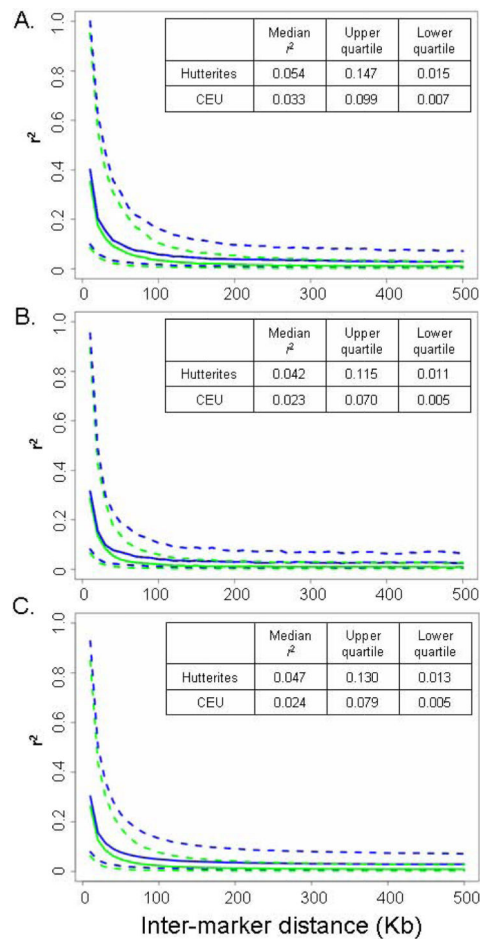 A.
Median r² Upper quartile Lower quartile
Hutterites 0.054 0.147 0.015
CEU 0.033 0.099 0.007
r²
1.0
0.8
0.6
0.4
0.2
0
0 100 200 300 400 500
B.
Median r² Upper quartile Lower quartile
Hutterites 0.042 0.115 0.011
CEU 0.023 0.070 0.005
r²
1.0
0.8
0.6
0.4
0.2
0
0 100 200 300 400 500
C.
Median r² Upper quartile Lower quartile
Hutterites 0.047 0.130 0.013
CEU 0.024 0.079 0.005
r²
1.0
0.8
0.6
0.4
0.2
0
0 100 200 300 400 500
Inter-marker distance (Kb)